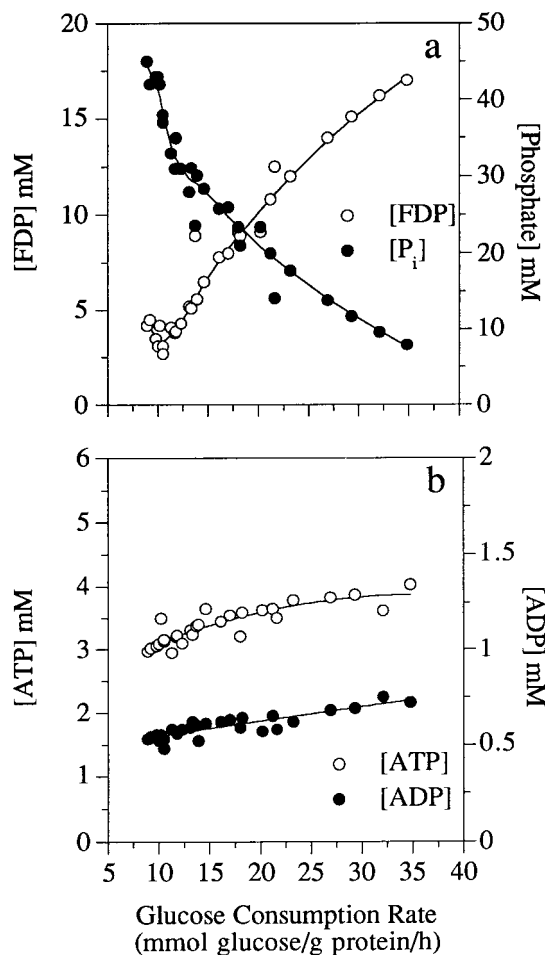 20
15
10
5
0
[FDP] mM
a
[FDP]
[Pi]
50
40
30
20
10
0
[Phosphate] mM
6
5
4
3
2
1
0
[ATP] mM
b
[ATP]
[ADP]
2
1.5
1
0.5
0
[ADP] mM
5 10 15 20 25 30 35 40
Glucose Consumption Rate
(mmol glucose/g protein/h)